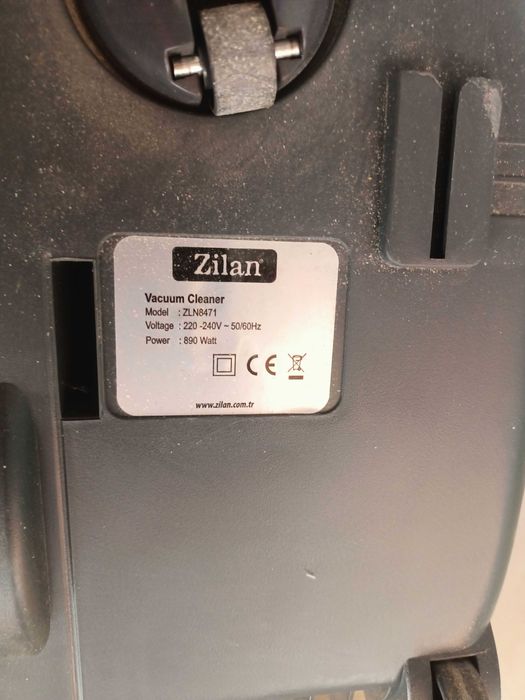 Zilan
Vacuum Cleaner
Model : ZLN8471
Voltage : 220 -240V ~ 50/60Hz
Power : 890 Watt
CE
www.zilan.com.tr